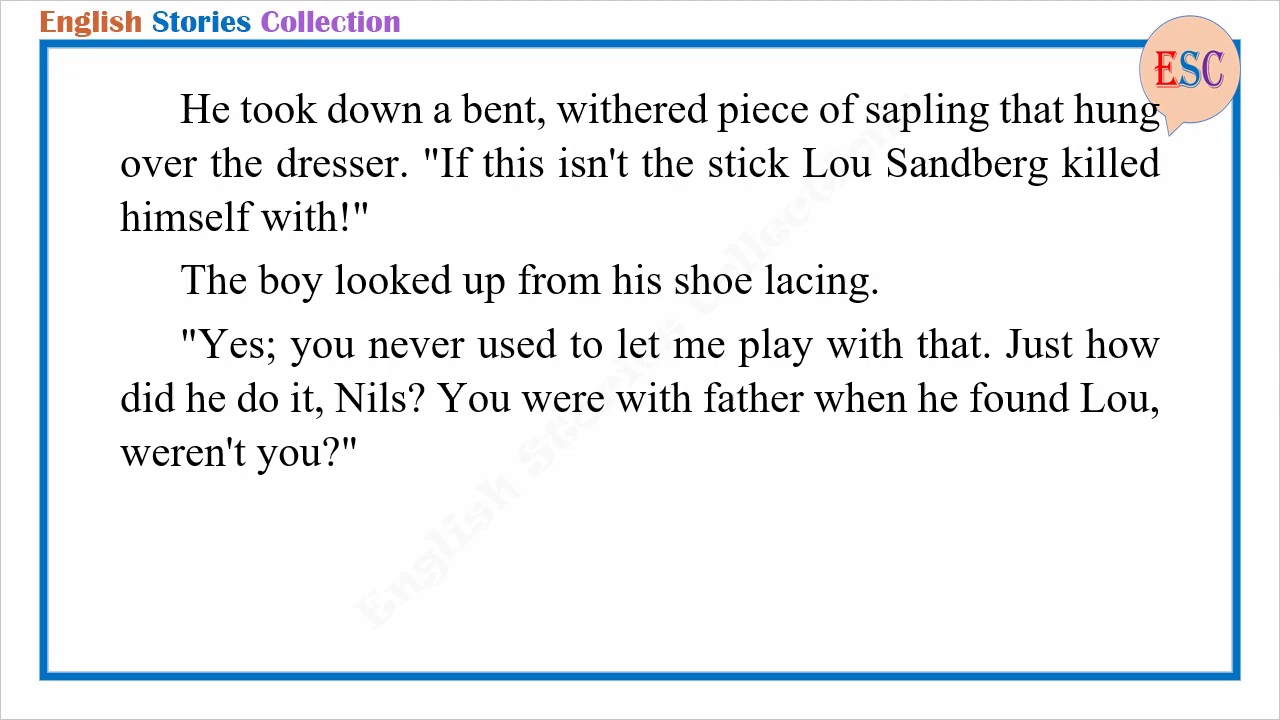 English Stories Collection
ESC
He took down a bent, withered piece of sapling that hung
over the dresser. "If this isn't the stick Lou Sandberg killed
himself with!"
The boy looked up from his shoe lacing.
"Yes; you never used to let me play with that. Just how
did he do it, Nils? You were with father when he found Lou,
weren't you?"
English Stories Collection